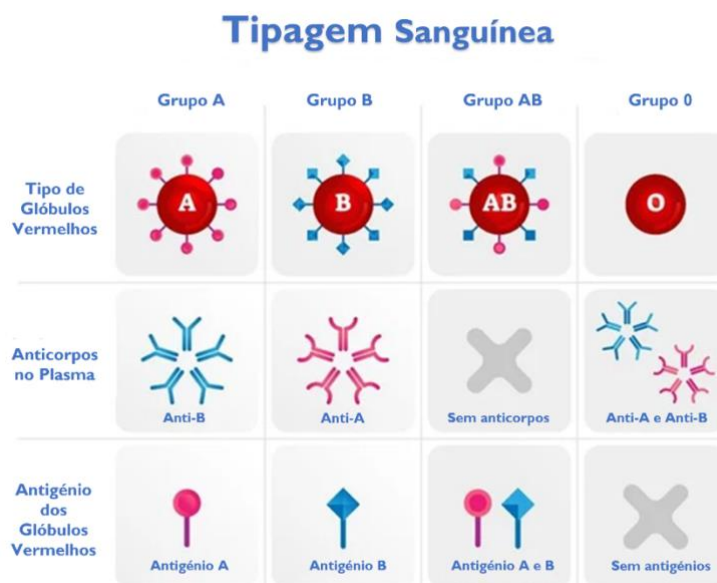 Tipagem Sanguínea
Grupo A
Grupo B
Grupo AB
Grupo 0
Tipo de
Glóbulos
Vermelhos
A
B
AB
O
Anticorpos
no Plasma
Anti-B
Anti-A
Sem anticorpos
Anti-A e Anti-B
Antigénio
dos
Glóbulos
Vermelhos
Antigénio A
Antigénio B
Antigénio A e B
Sem antigénios